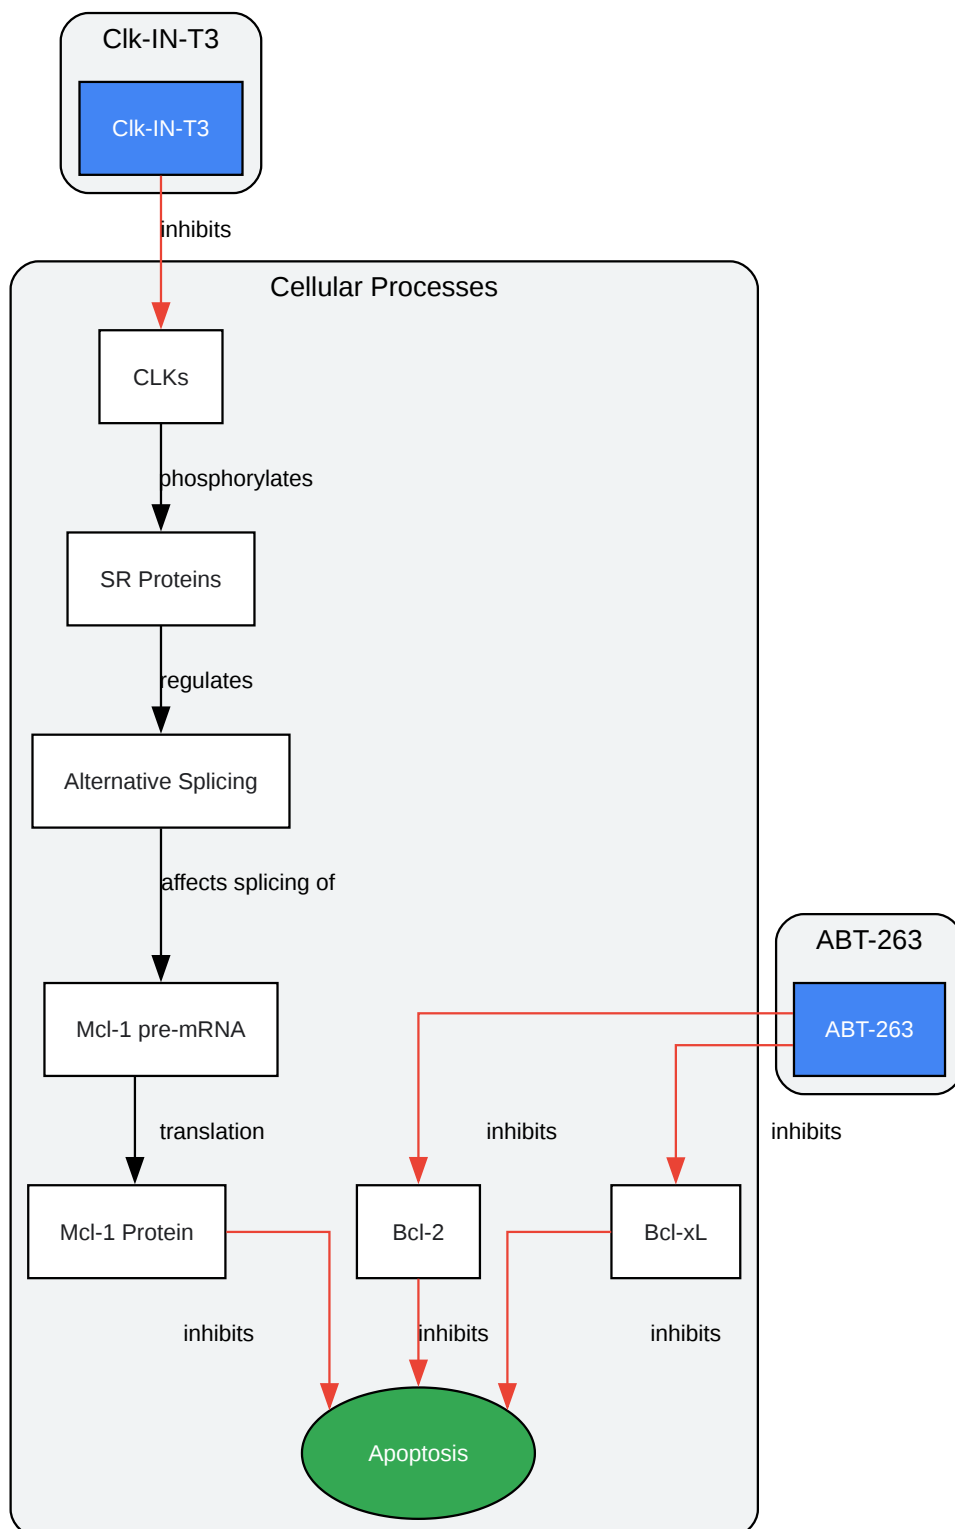 Clk-IN-T3
Clk-IN-T3
inhibits
Cellular Processes
CLKs
phosphorylates
SR Proteins
regulates
Alternative Splicing
affects splicing of
ABT-263
Mcl-1 pre-mRNA
ABT-263
translation
inhibits
inhibits
Mcl-1 Protein
Bcl-2
Bcl-xL
inhibits
inhibits
inhibits
Apoptosis